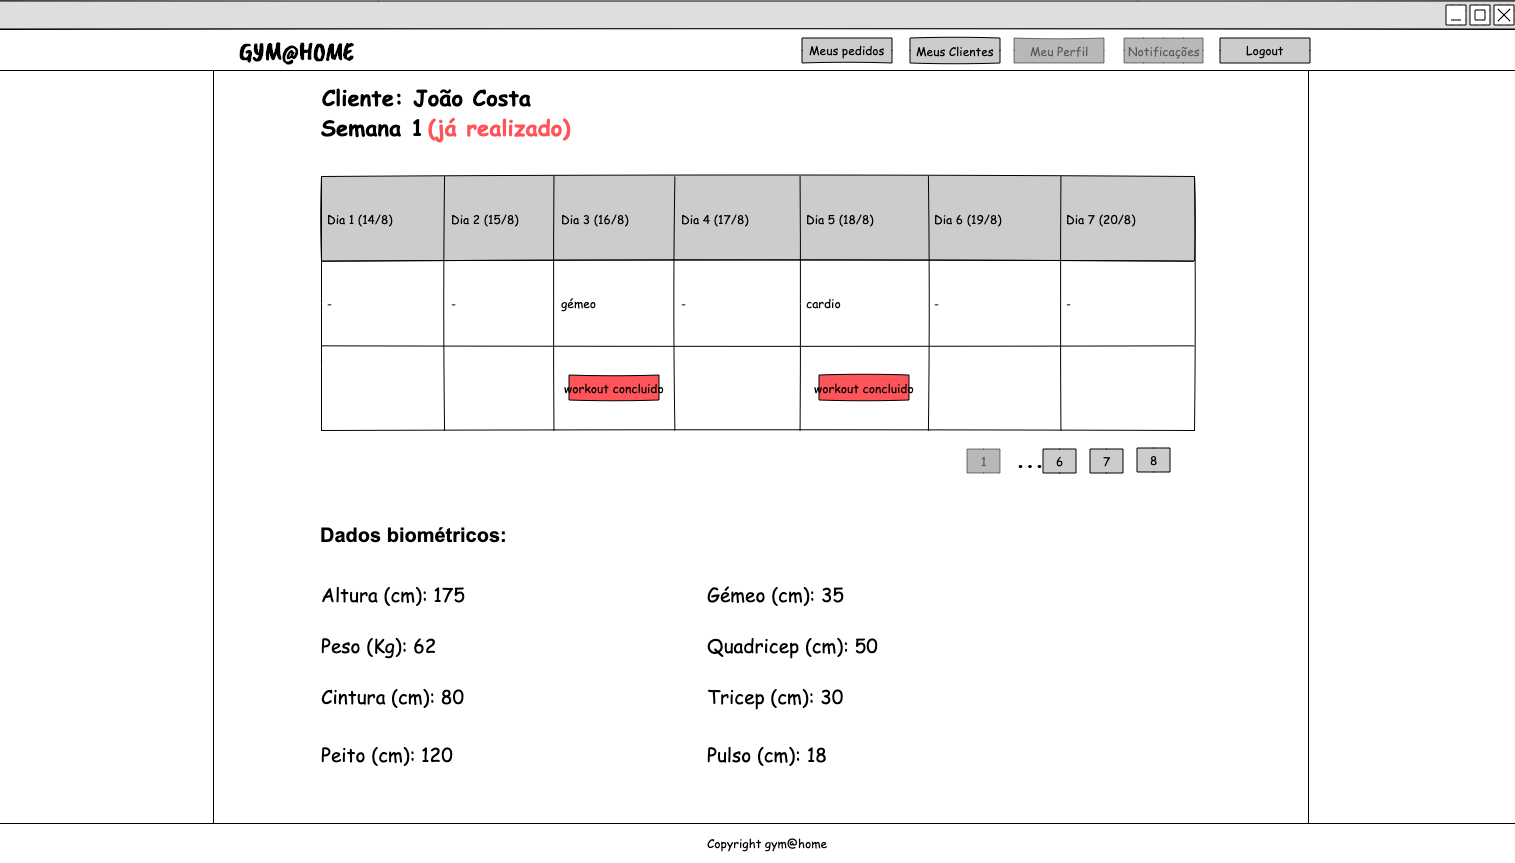 GYM@HOME
Meus pedidos Meus Clientes Meu Perfil Notificações Logout
Cliente: João Costa
Semana 1 (já realizado)
Dia 1 (14/8) Dia 2 (15/8) Dia 3 (16/8) Dia 4 (17/8) Dia 5 (18/8) Dia 6 (19/8) Dia 7 (20/8)
- - gémeo - cardio - -
workout concluido workout concluido
1 ... 6 7 8
Dados biométricos:
Altura (cm): 175 Gémeo (cm): 35
Peso (Kg): 62 Quadricep (cm): 50
Cintura (cm): 80 Tricep (cm): 30
Peito (cm): 120 Pulso (cm): 18
Copyright gym@home